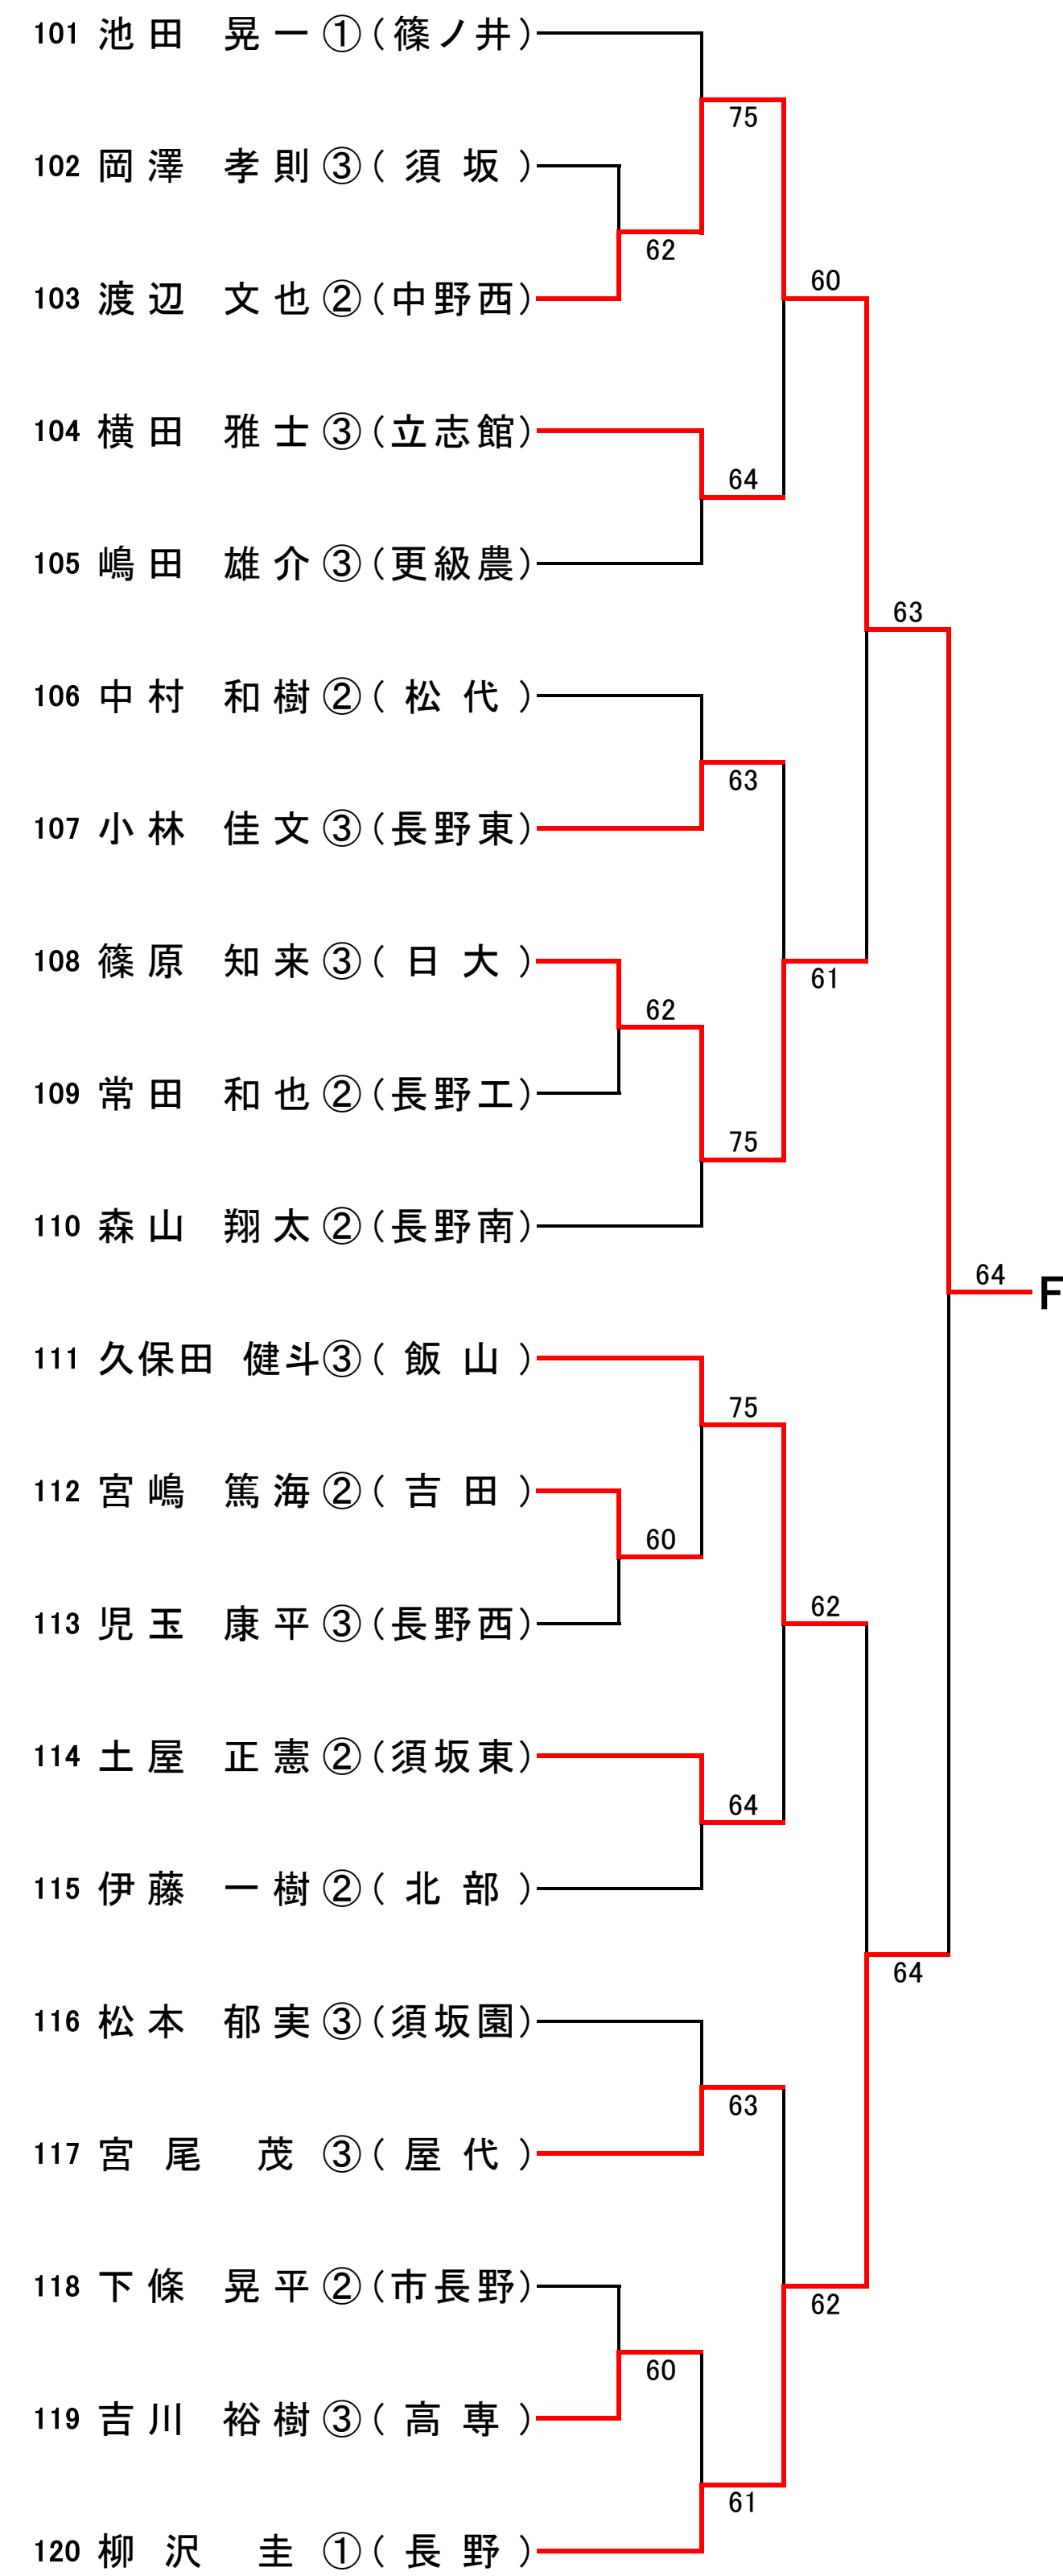 101 池田 晃一①(篠ノ井)
75
102 岡澤 孝則③(須坂)
62
60
103 渡辺 文也②(中野西)
104 横田 雅士③(立志館)
64
105 嶋田 雄介③(更級農)
63
106 中村 和樹②(松代)
63
107 小林 佳文③(長野東)
108 篠原 知来③(日大)
61
62
109 常田 和也②(長野工)
75
110 森山 翔太②(長野南)
64
F
111 久保田 健斗③(飯山)
75
112 宮嶋 篤海②(吉田)
60
62
113 児玉 康平③(長野西)
114 土屋 正憲②(須坂東)
64
115 伊藤 一樹②(北部)
64
116 松本 郁実③(須坂園)
63
117 宮尾 茂③(屋代)
118 下條 晃平②(市長野)
62
60
119 吉川 裕樹③(高専)
61
120 柳沢 圭①(長野)